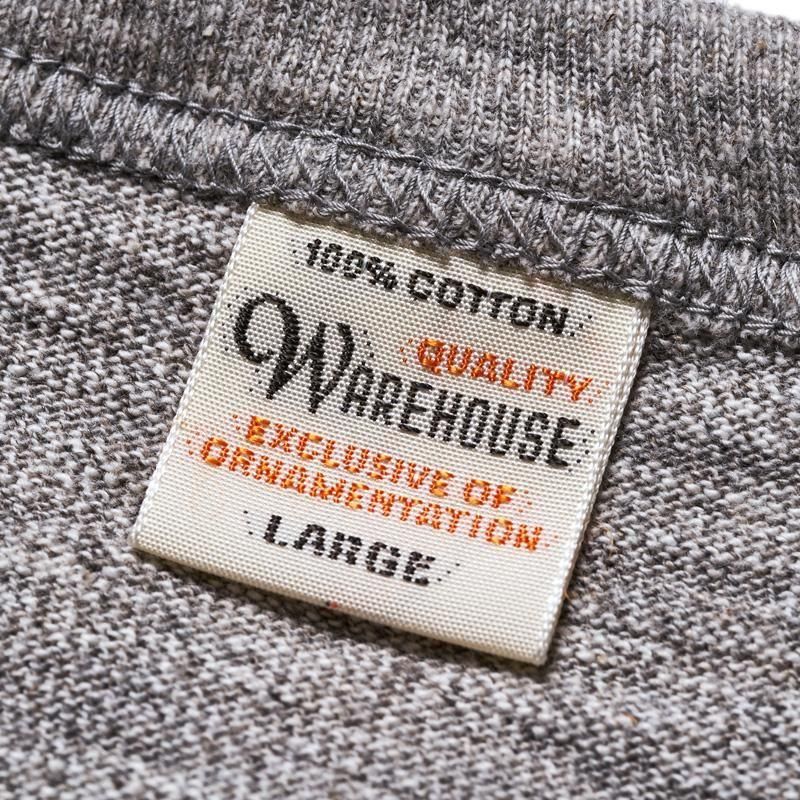 100% COTTON
QUALITY
WAREHOUSE
EXCLUSIVE OF
ORNAMENTATION
LARGE